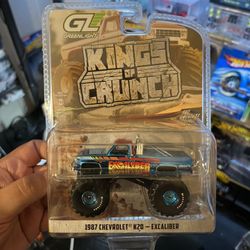 GL
GREENLIGHT
KINGS OF
CRUNCH
EXCALIBER
1987 CHEVROLET K20 - EXCALIBER